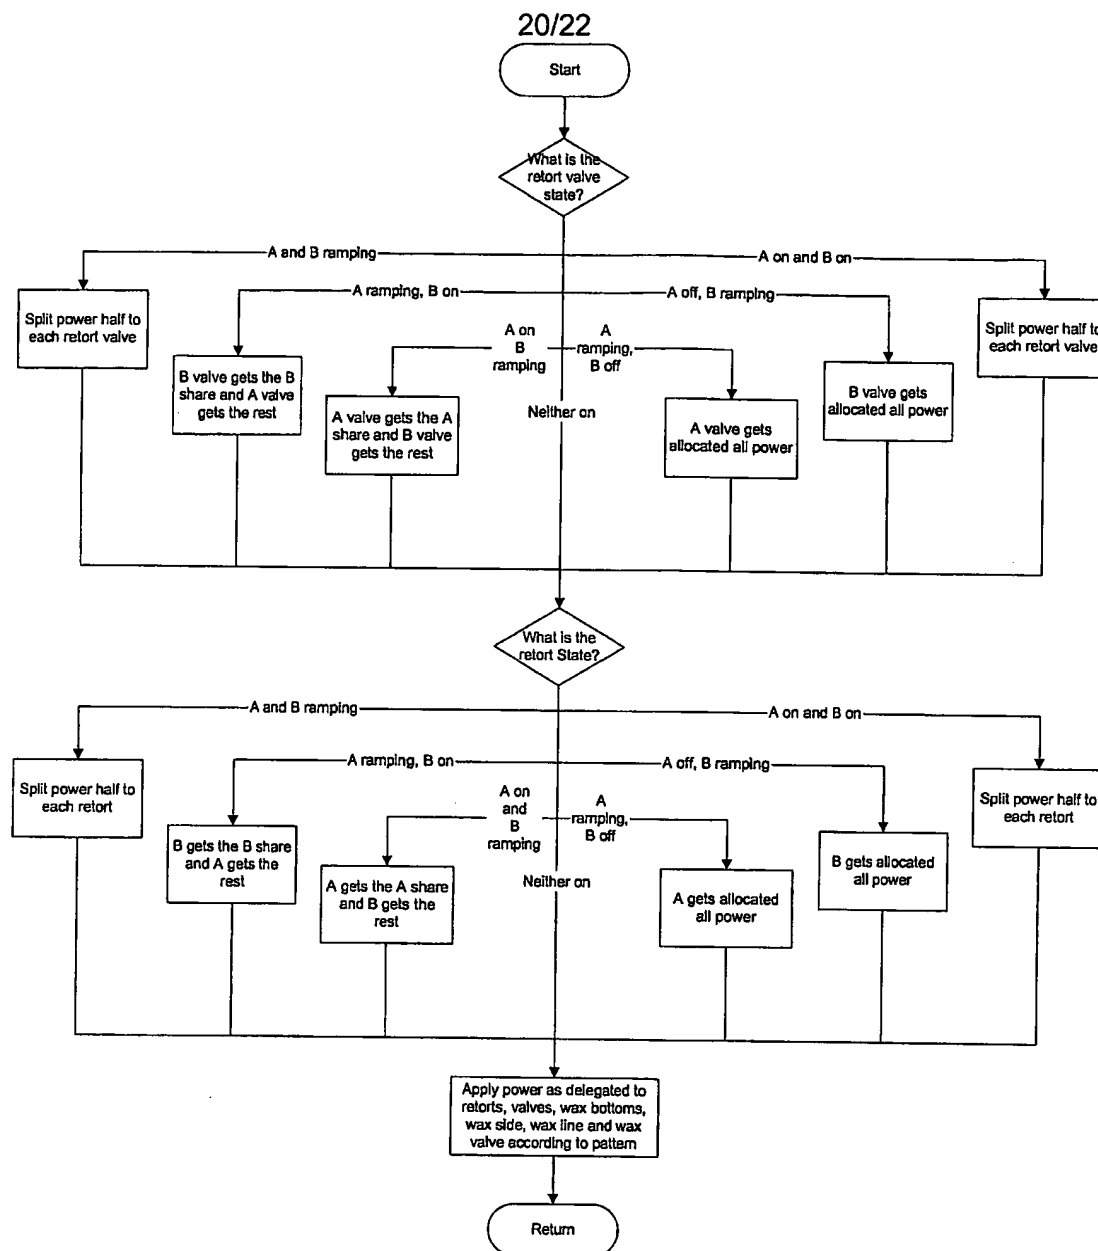 20/22
Start
What is the
retort valve
state?
A and B ramping
A on and B on
A ramping, B on
A off, B ramping
Split power half to
each retort valve
Split power half to
each retort valve
A on
B
ramping
A
ramping,
B off
B valve gets the B
share and A valve
gets the rest
B valve gets
allocated all power
A valve gets the A
share and B valve
gets the rest
Neither on
A valve gets
allocated all power
What is the
retort State?
A and B ramping
A on and B on
A ramping, B on
A off, B ramping
Split power half to
each retort
Split power half to
each retort
A on
and
B
ramping
A
ramping,
B off
B gets the B share
and A gets the
rest
B gets allocated
all power
A gets the A share
and B gets the
rest
Neither on
A gets allocated
all power
Apply power as delegated to
retorts, valves, wax bottoms,
wax side, wax line and wax
valve according to pattern
Return